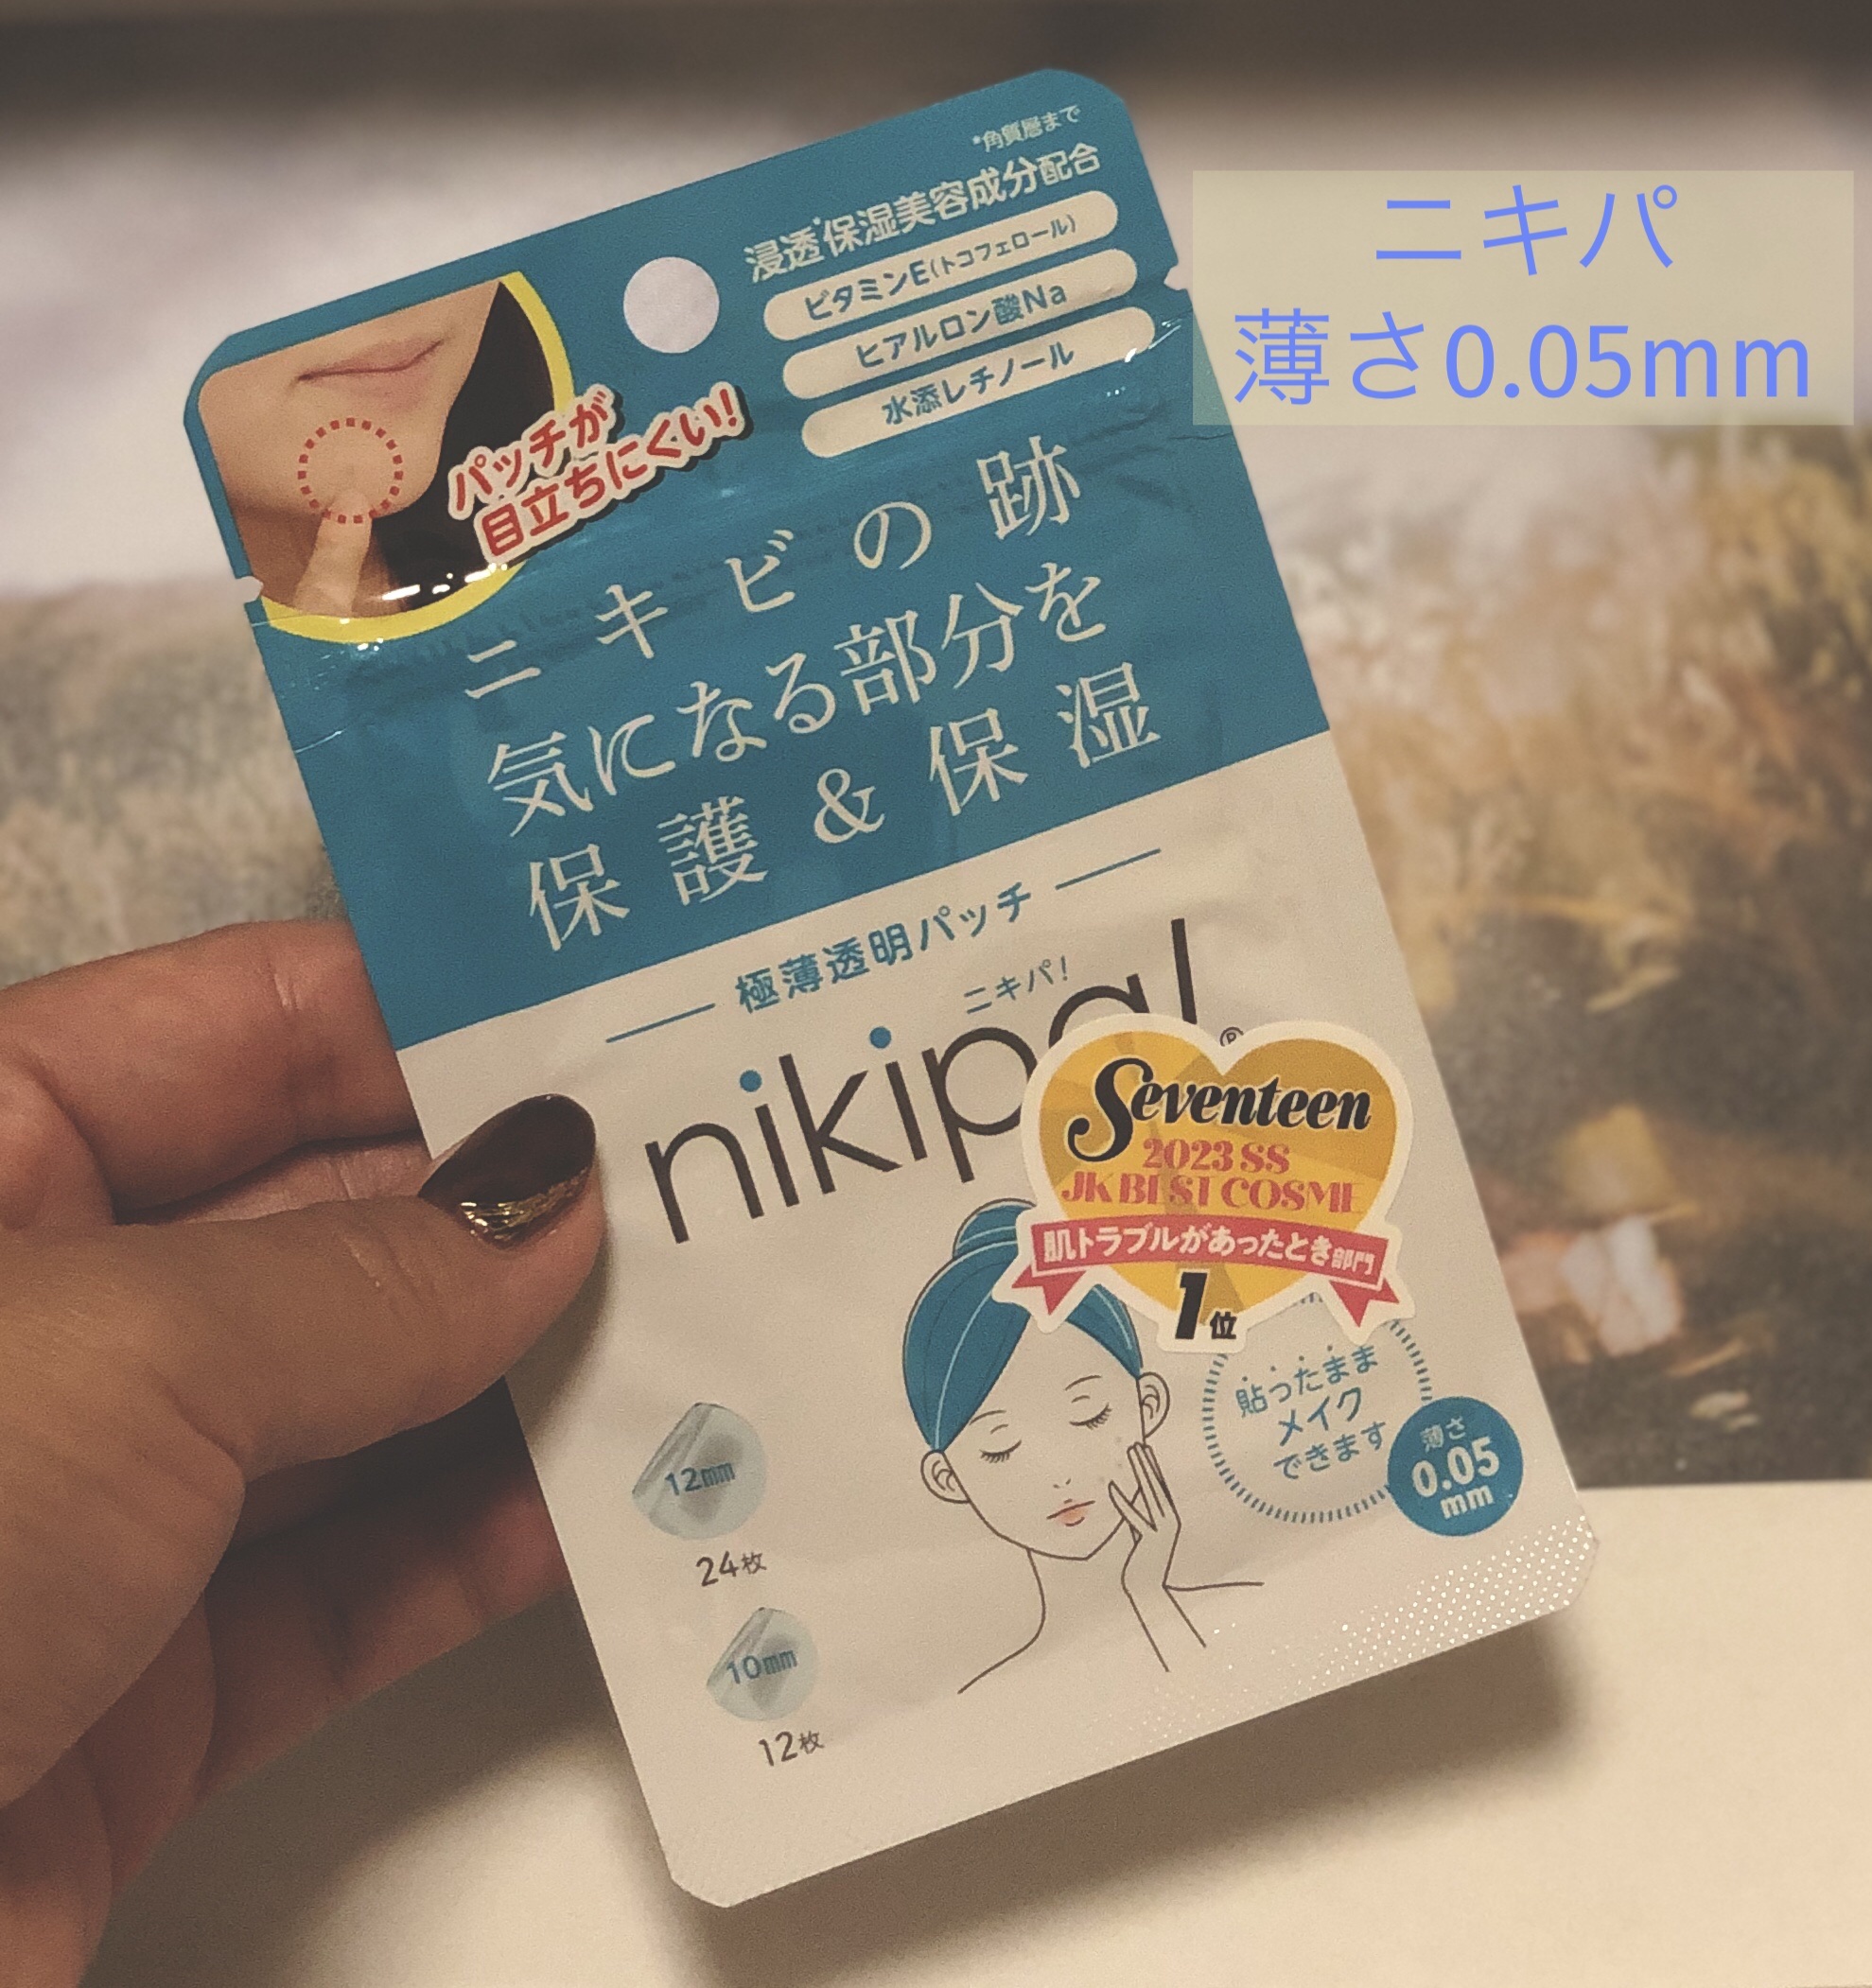 *角質層まで
浸透*保湿美容成分配合
ビタミンE(トコフェロール)
ヒアルロン酸Na
水添レチノール
パッチが
目立ちにくい!
ニキビの跡
気になる部分を
保護&保湿
極薄透明パッチ
ニキパ!
nikipa!
®
Seventeen
2023 SS
JK BEST COSME
肌トラブルがあったとき部門
1位
貼ったまま
メイク
できます
薄さ
0.05
mm
12mm
24枚
10mm
12枚
ニキパ
薄さ0.05mm